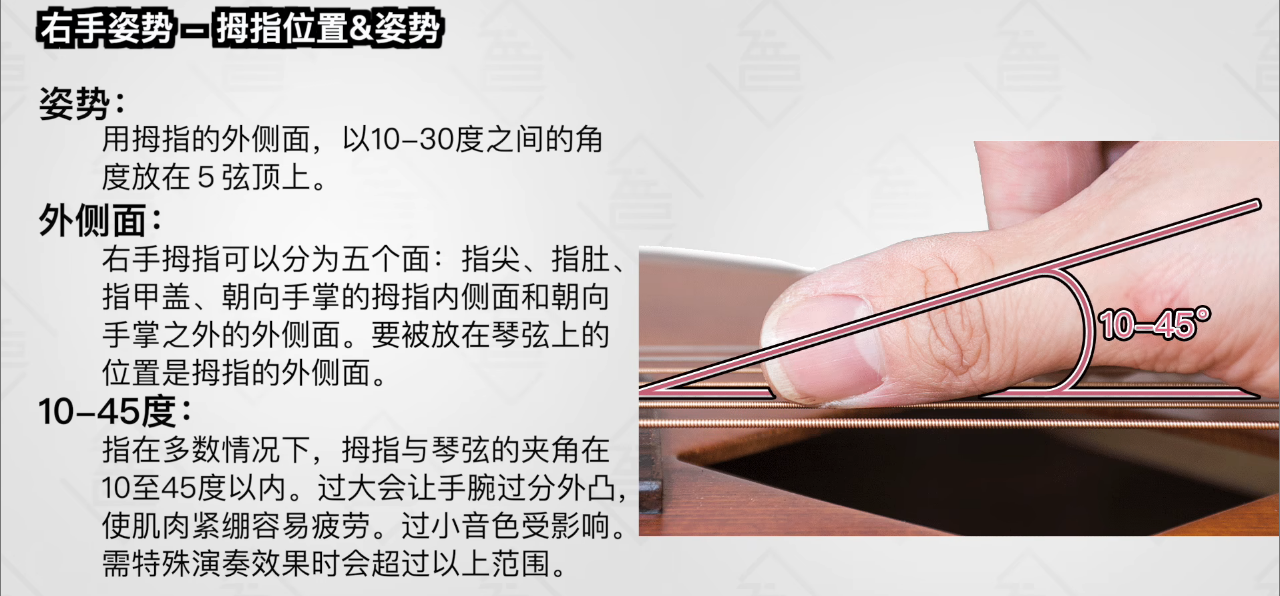 右手姿势 – 拇指位置&姿势
姿势：
用拇指的外侧面，以10–30度之间的角
度放在 5 弦顶上。
外侧面：
右手拇指可以分为五个面：指尖、指肚、
指甲盖、朝向手掌的拇指内侧面和朝向
手掌之外的外侧面。要被放在琴弦上的
位置是拇指的外侧面。
10–45度：
指在多数情况下，拇指与琴弦的夹角在
10至45度以内。过大会让手腕过分外凸，
使肌肉紧绷容易疲劳。过小音色受影响。
需特殊演奏效果时会超过以上范围。
10–45°